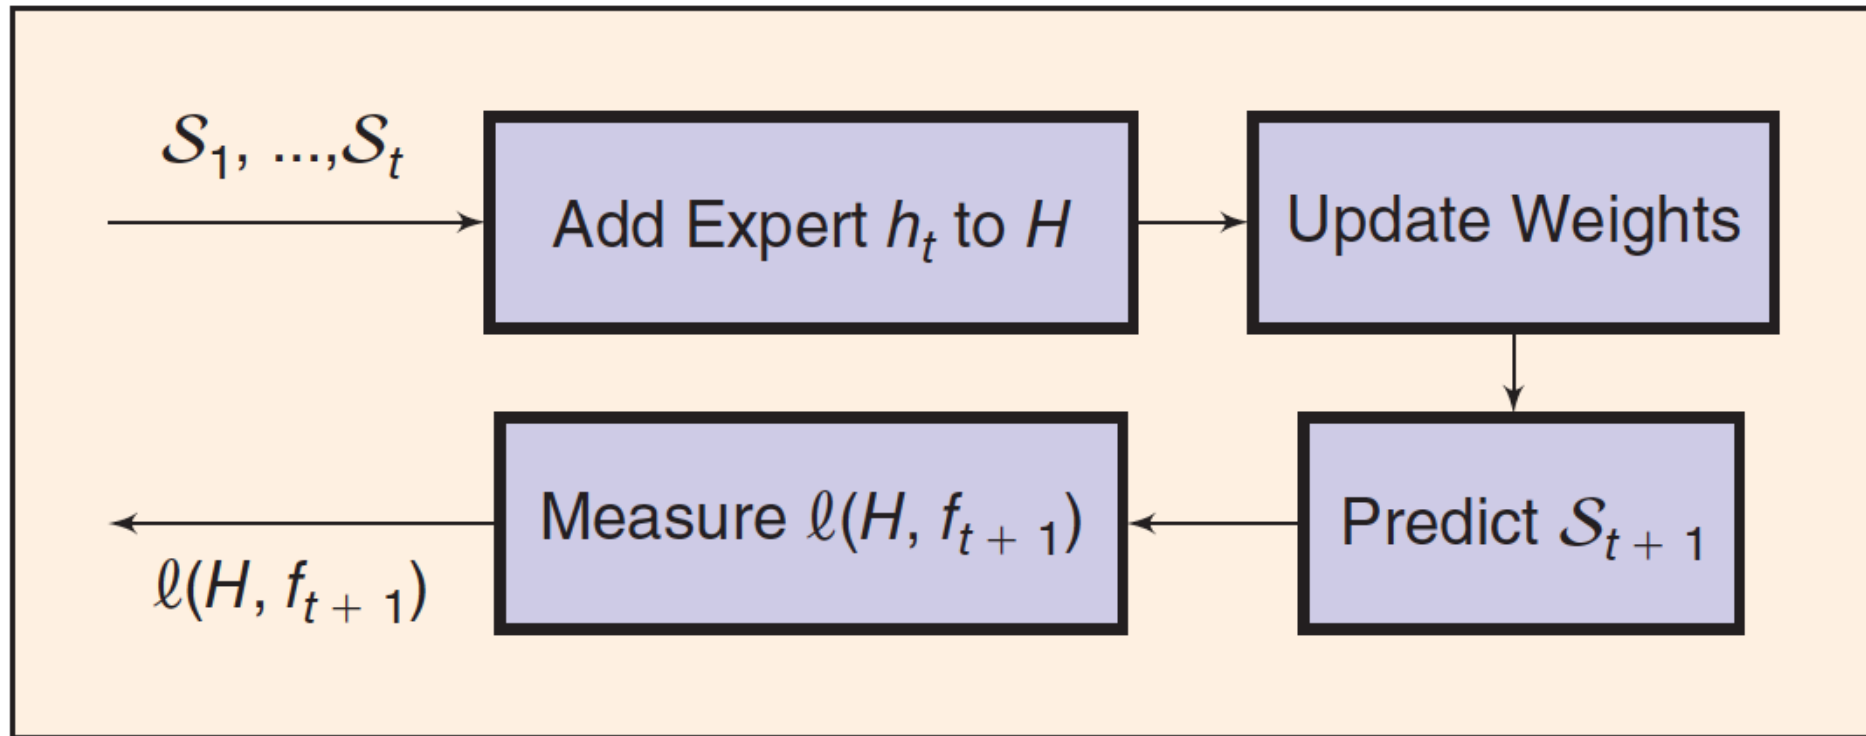 𝒮₁, ...,𝒮ₜ
Add Expert hₜ to H
Update Weights
Measure ℓ(H, fₜ ₊ ₁)
Predict 𝒮ₜ ₊ ₁
ℓ(H, fₜ ₊ ₁)